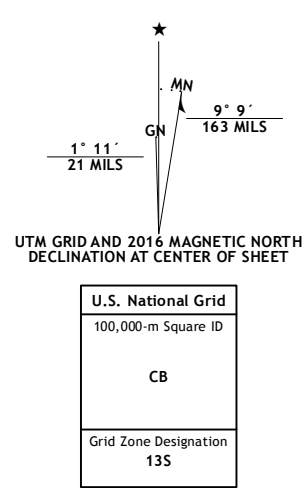 ★
MN
9° 9´
163 MILS
GN
1° 11´
21 MILS
UTM GRID AND 2016 MAGNETIC NORTH
DECLINATION AT CENTER OF SHEET
U.S. National Grid
100,000-m Square ID
CB
Grid Zone Designation
13S